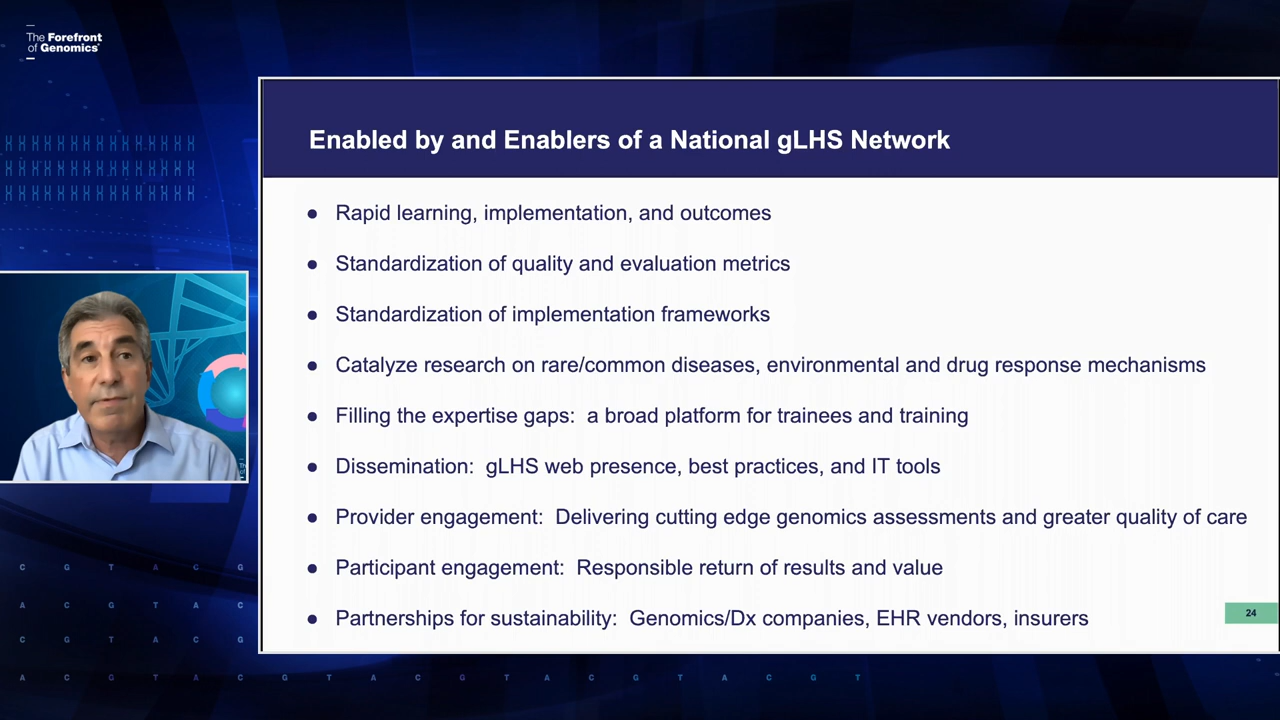 The Forefront
of Genomics®
Enabled by and Enablers of a National gLHS Network
● Rapid learning, implementation, and outcomes
● Standardization of quality and evaluation metrics
● Standardization of implementation frameworks
● Catalyze research on rare/common diseases, environmental and drug response mechanisms
● Filling the expertise gaps: a broad platform for trainees and training
● Dissemination: gLHS web presence, best practices, and IT tools
● Provider engagement: Delivering cutting edge genomics assessments and greater quality of care
● Participant engagement: Responsible return of results and value
● Partnerships for sustainability: Genomics/Dx companies, EHR vendors, insurers
24
C G T A C G
A C G T A C
C G T A C G
A C G T A C G T A C G T A C G T A C G T